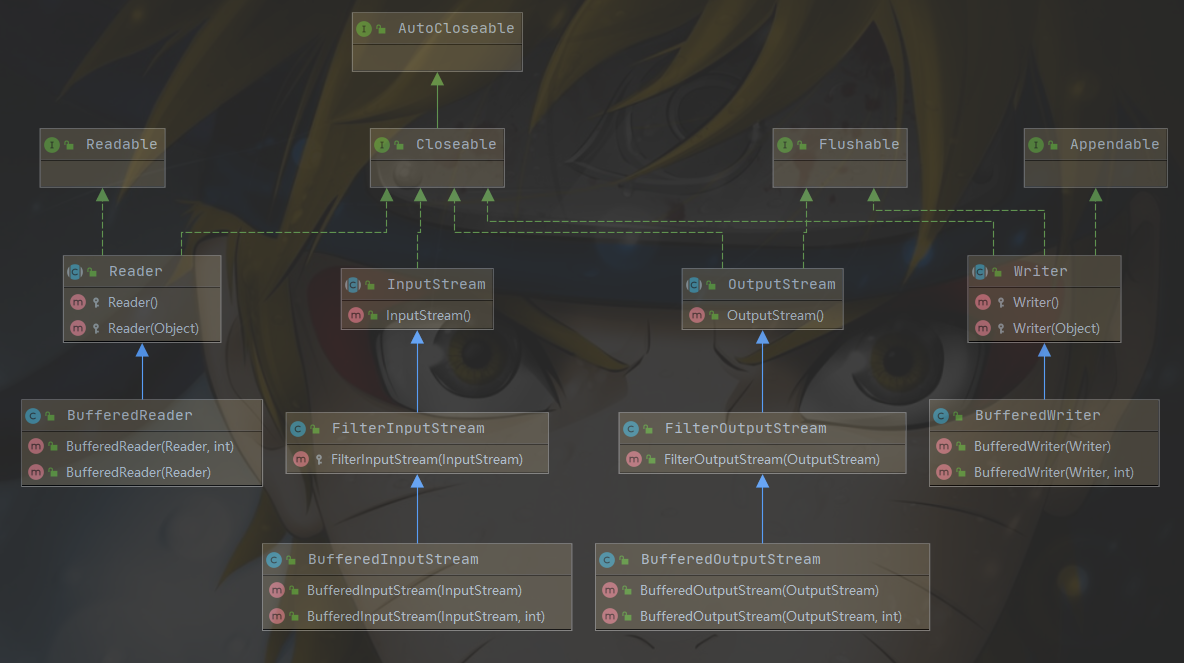 AutoCloseable
Readable
Closeable
Flushable
Appendable
Reader
Reader()
Reader(Object)
InputStream
InputStream()
OutputStream
OutputStream()
Writer
Writer()
Writer(Object)
BufferedReader
BufferedReader(Reader, int)
BufferedReader(Reader)
FilterInputStream
FilterInputStream(InputStream)
FilterOutputStream
FilterOutputStream(OutputStream)
BufferedWriter
BufferedWriter(Writer)
BufferedWriter(Writer, int)
BufferedInputStream
BufferedInputStream(InputStream)
BufferedInputStream(InputStream, int)
BufferedOutputStream
BufferedOutputStream(OutputStream)
BufferedOutputStream(OutputStream, int)